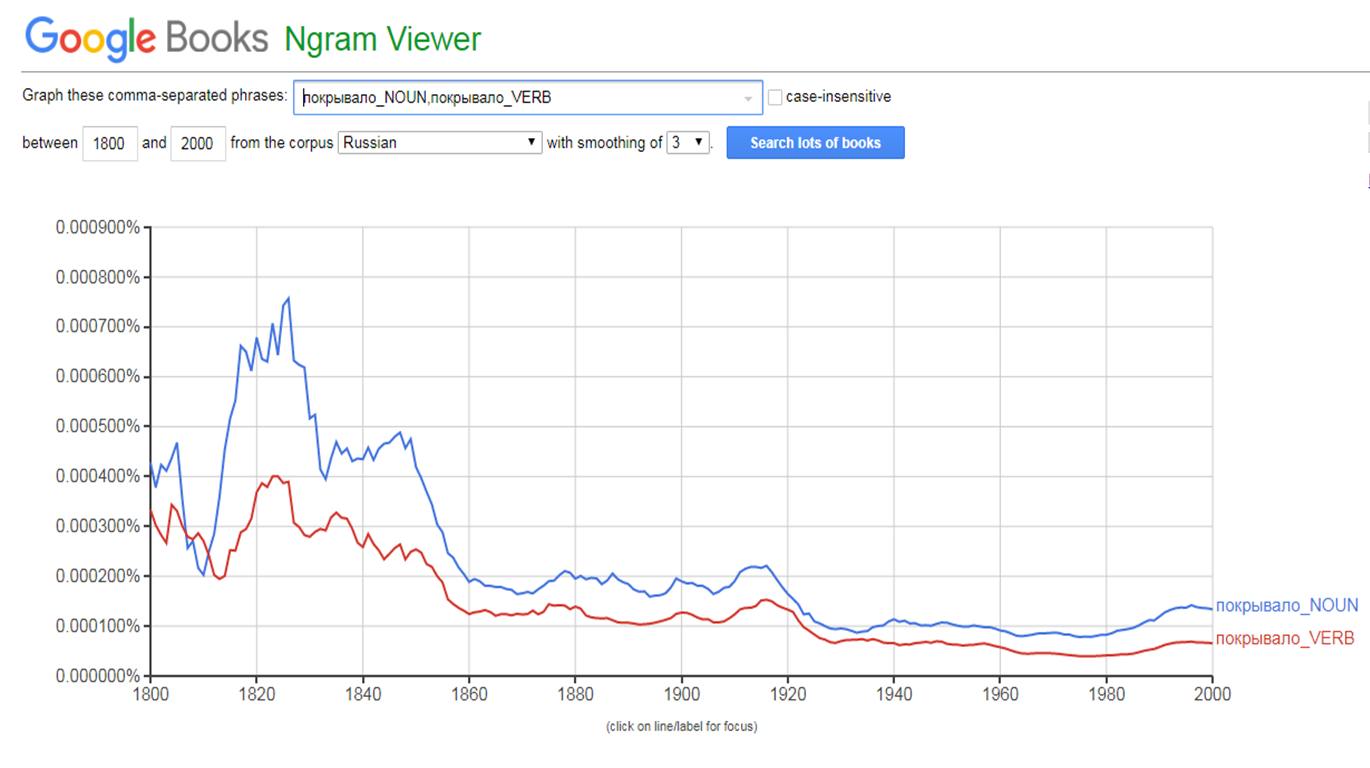 Google Books Ngram Viewer
Graph these comma-separated phrases: покрывало_NOUN,покрывало_VERB case-insensitive
between 1800 and 2000 from the corpus Russian with smoothing of 3. Search lots of books
0.000900%
0.000800%
0.000700%
0.000600%
0.000500%
0.000400%
0.000300%
0.000200%
0.000100%
0.000000%
покрывало_NOUN
покрывало_VERB
1800 1820 1840 1860 1880 1900 1920 1940 1960 1980 2000
(click on line/label for focus)